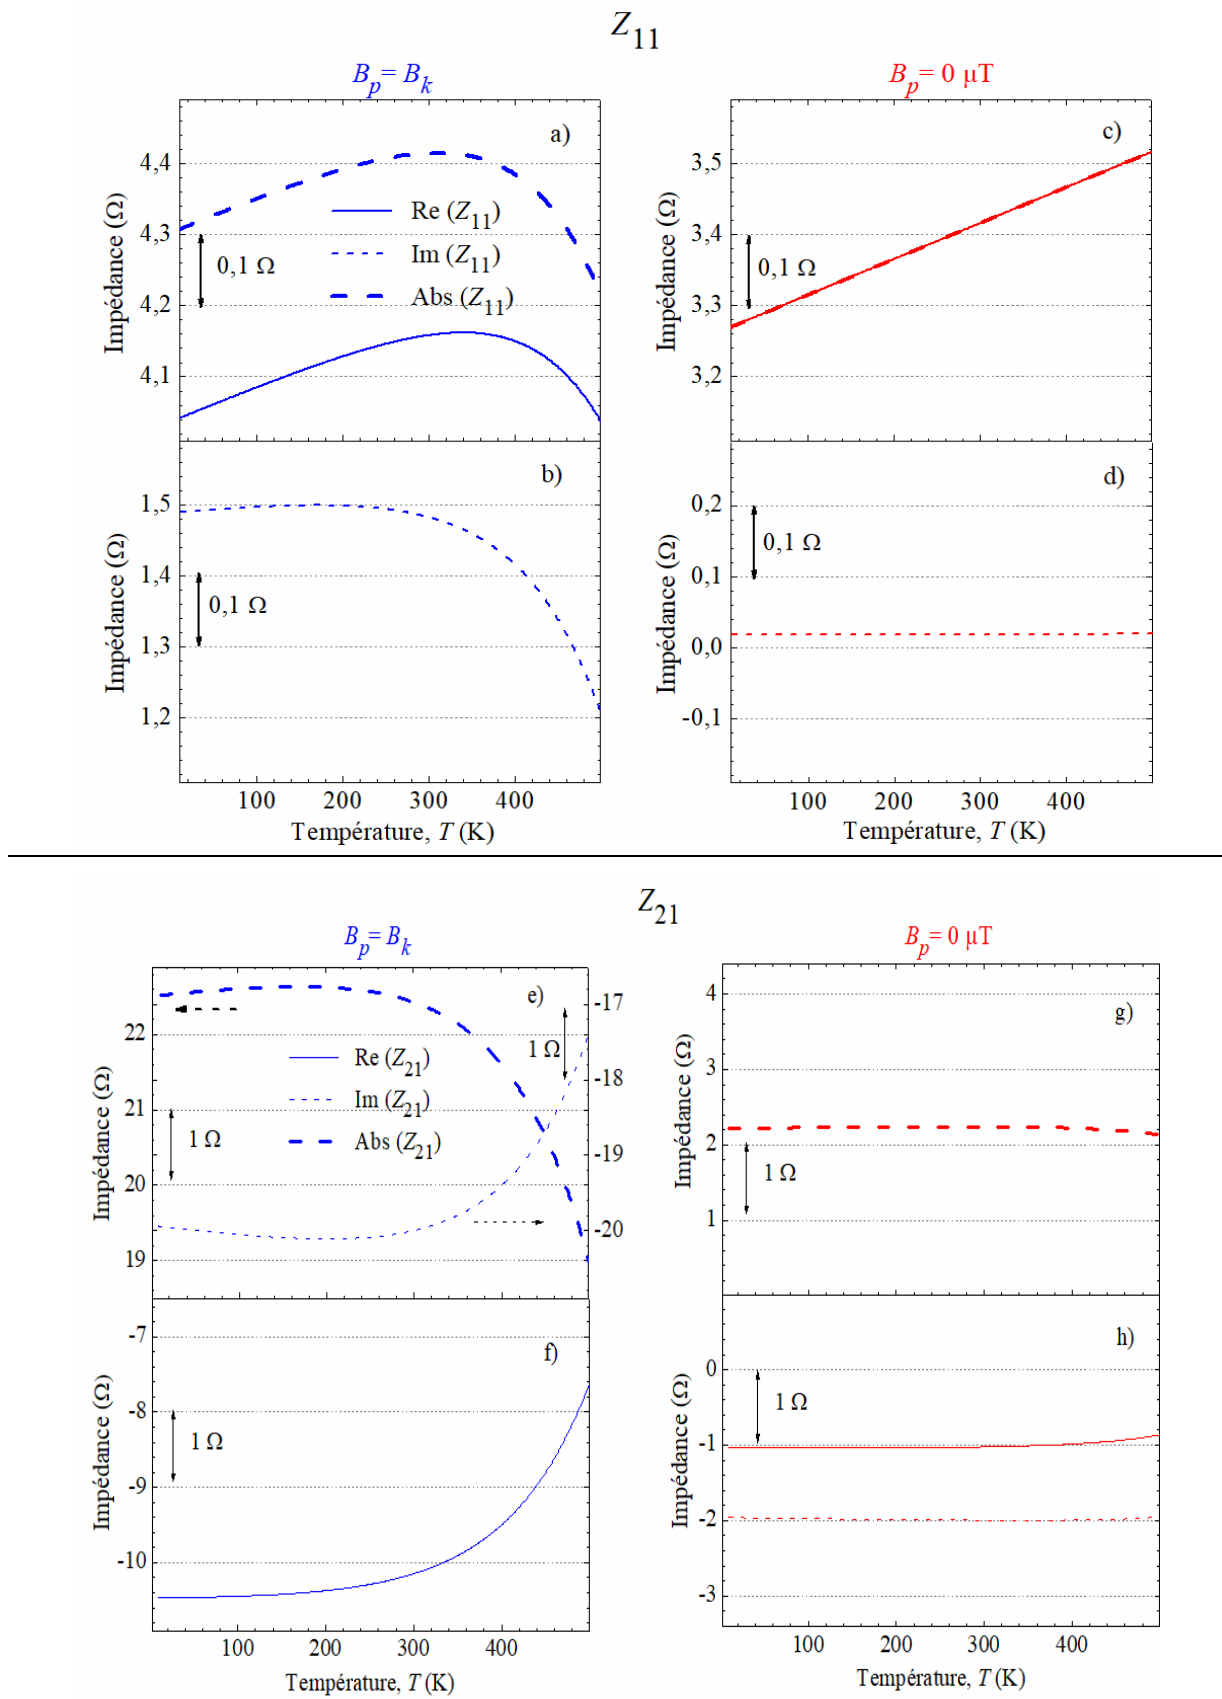 Z11
Bp= Bk
Bp= 0 µT
a)
4,4
4,3
4,2
4,1
Impédance (Ω)
0,1 Ω
Re (Z11)
Im (Z11)
Abs (Z11)
c)
3,5
3,4
3,3
3,2
Impédance (Ω)
0,1 Ω
b)
1,5
1,4
1,3
1,2
Impédance (Ω)
0,1 Ω
100 200 300 400
Température, T (K)
d)
0,2
0,1
0,0
-0,1
Impédance (Ω)
0,1 Ω
100 200 300 400
Température, T (K)
Z21
Bp= Bk
Bp= 0 µT
e)
22
21
20
19
Impédance (Ω)
1 Ω
Re (Z21)
Im (Z21)
Abs (Z21)
1 Ω
-17
-18
-19
-20
g)
4
3
2
1
Impédance (Ω)
1 Ω
f)
-7
-8
-9
-10
Impédance (Ω)
1 Ω
100 200 300 400
Température, T (K)
h)
0
-1
-2
-3
Impédance (Ω)
1 Ω
100 200 300 400
Température, T (K)